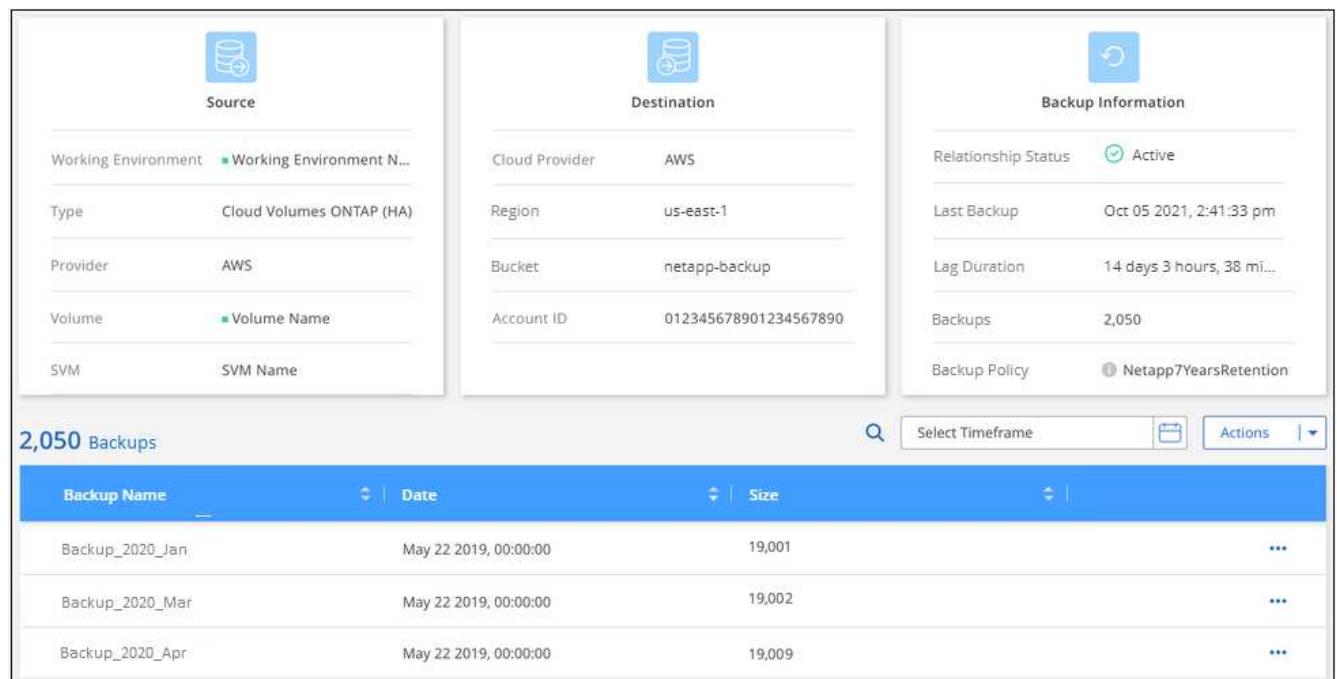 Source
Working Environment Working Environment N...
Type Cloud Volumes ONTAP (HA)
Provider AWS
Volume Volume Name
SVM SVM Name
Destination
Cloud Provider AWS
Region us-east-1
Bucket netapp-backup
Account ID 012345678901234567890
Backup Information
Relationship Status Active
Last Backup Oct 05 2021, 2:41:33 pm
Lag Duration 14 days 3 hours, 38 mi...
Backups 2,050
Backup Policy Netapp7YearsRetention
2,050 Backups
Select Timeframe
Actions
Backup Name Date Size
Backup_2020_Jan May 22 2019, 00:00:00 19,001
Backup_2020_Mar May 22 2019, 00:00:00 19,002
Backup_2020_Apr May 22 2019, 00:00:00 19,009